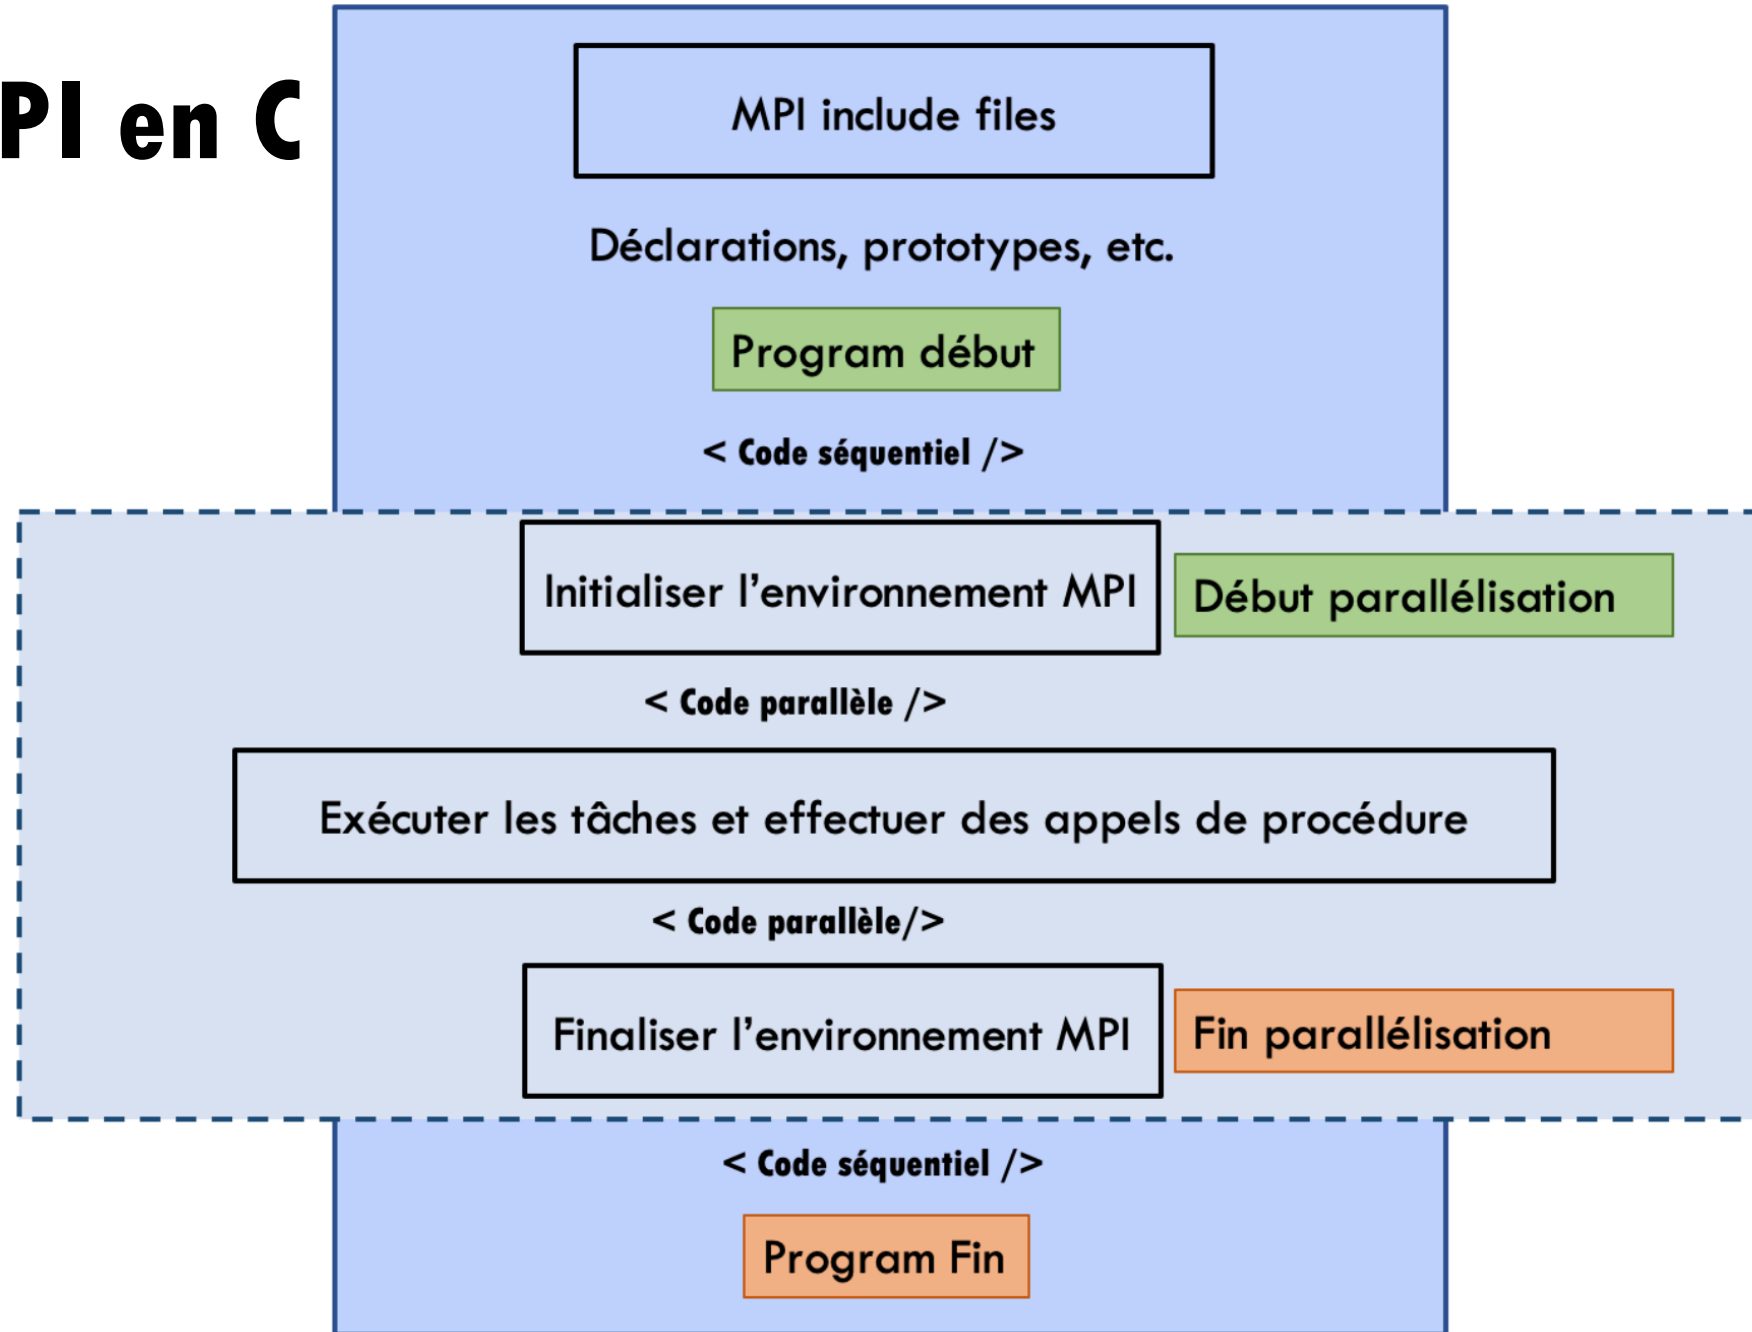 PI en C
MPI include files
Déclarations, prototypes, etc.
Program début
< Code séquentiel />
Initialiser l'environnement MPI
Début parallélisation
< Code parallèle />
Exécuter les tâches et effectuer des appels de procédure
< Code parallèle/>
Finaliser l'environnement MPI
Fin parallélisation
< Code séquentiel />
Program Fin